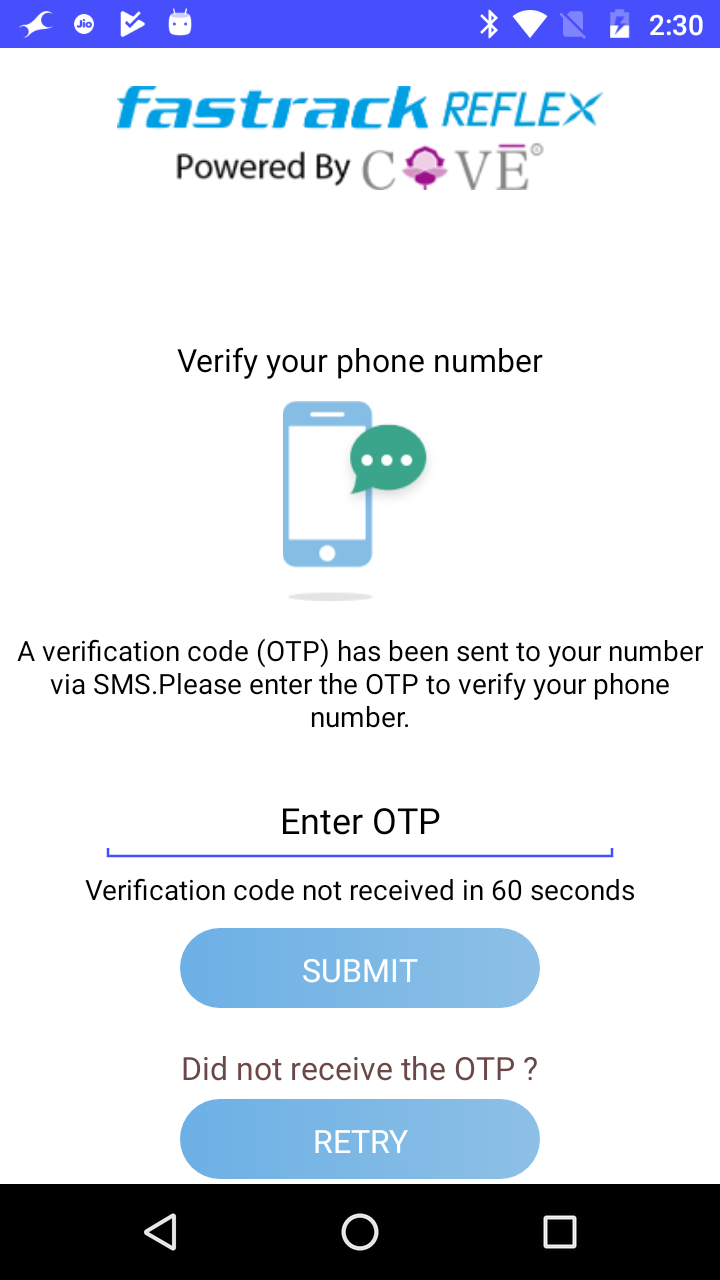 Jio
2:30
fastrack REFLEX
Powered By COVE®
Verify your phone number
A verification code (OTP) has been sent to your number
via SMS.Please enter the OTP to verify your phone
number.
Enter OTP
Verification code not received in 60 seconds
SUBMIT
Did not receive the OTP ?
RETRY